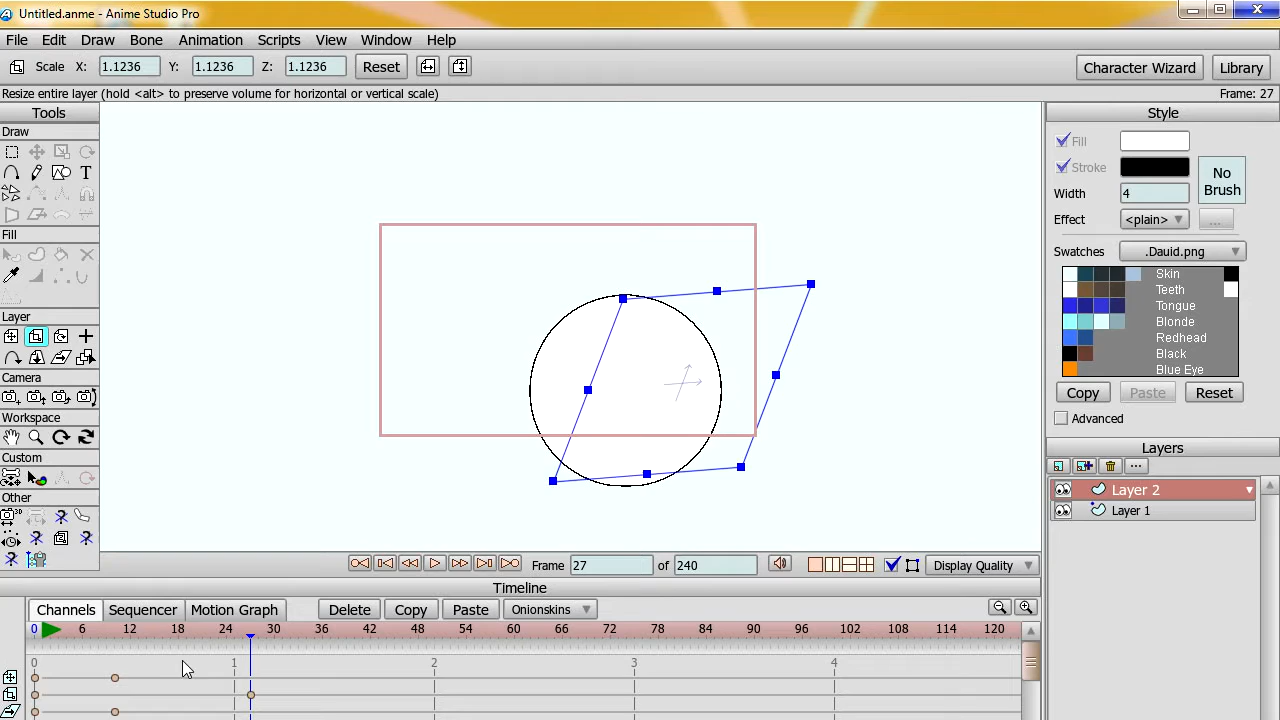 Untitled.anme - Anime Studio Pro
File Edit Draw Bone Animation Scripts View Window Help
Scale X: 1.1236 Y: 1.1236 Z: 1.1236 Reset Character Wizard Library
Resize entire layer (hold <alt> to preserve volume for horizontal or vertical scale) Frame: 27
Tools Style
Draw
Fill
Stroke
No Brush
T
Width 4
Effect <plain> ...
Fill
Swatches .Dauid.png
Skin
Teeth
Tongue
Blonde
Redhead
Black
Blue Eye
Layer
Camera
Copy Paste Reset
Workspace
Advanced
Custom
Layers
Other
...
Layer 2
Layer 1
Frame 27 of 240 Display Quality
Timeline
Channels Sequencer Motion Graph Delete Copy Paste Onionskins
0 6 12 18 24 30 36 42 48 54 60 66 72 78 84 90 96 102 108 114 120
0 1 2 3 4